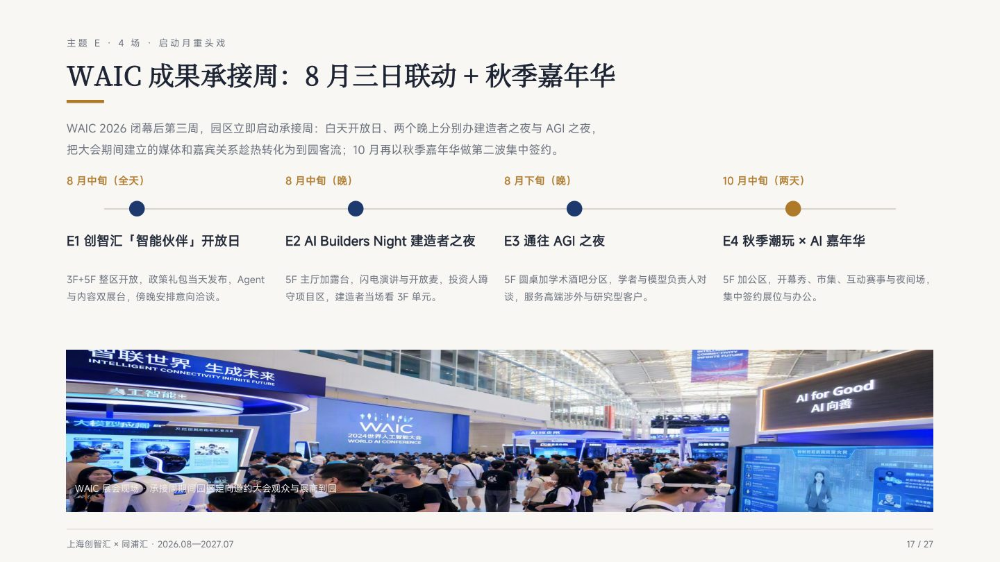 主题 E · 4 场 · 启动月重头戏
WAIC 成果承接周：8 月三日联动 + 秋季嘉年华
WAIC 2026 闭幕后第三周，园区立即启动承接周：白天开放日、两个晚上分别办建造者之夜与 AGI 之夜，
把大会期间建立的媒体和嘉宾关系趁热转化为到园客流；10 月再以秋季嘉年华做第二波集中签约。
8 月中旬（全天）
8 月中旬（晚）
8 月下旬（晚）
10 月中旬（两天）
E1 创智汇「智能伙伴」开放日
E2 AI Builders Night 建造者之夜
E3 通往 AGI 之夜
E4 秋季潮玩 × AI 嘉年华
3F+5F 整区开放，政策礼包当天发布，Agent
与内容双展台，傍晚安排意向洽谈。
5F 主厅加露台，闪电演讲与开放麦，投资人蹲
守项目区，建造者当场看 3F 单元。
5F 圆桌加学术酒吧分区，学者与模型负责人对
谈，服务高端涉外与研究型客户。
5F 加公区，开幕秀、市集、互动赛事与夜间场，
集中签约展位与办公。
智联世界 生成未来
INTELLIGENT CONNECTIVITY INFINITE FUTURE
人工智能+
大模型应用
WAIC
2024世界人工智能大会
WORLD AI CONFERENCE
CONNECTIVITY
INFINITE FUTURE
AI for Good
AI 向善
WAIC 展会现场 · 承接周期间园区定向邀约大会观众与展商到园
上海创智汇 × 同浦汇 · 2026.08—2027.07
17 / 27